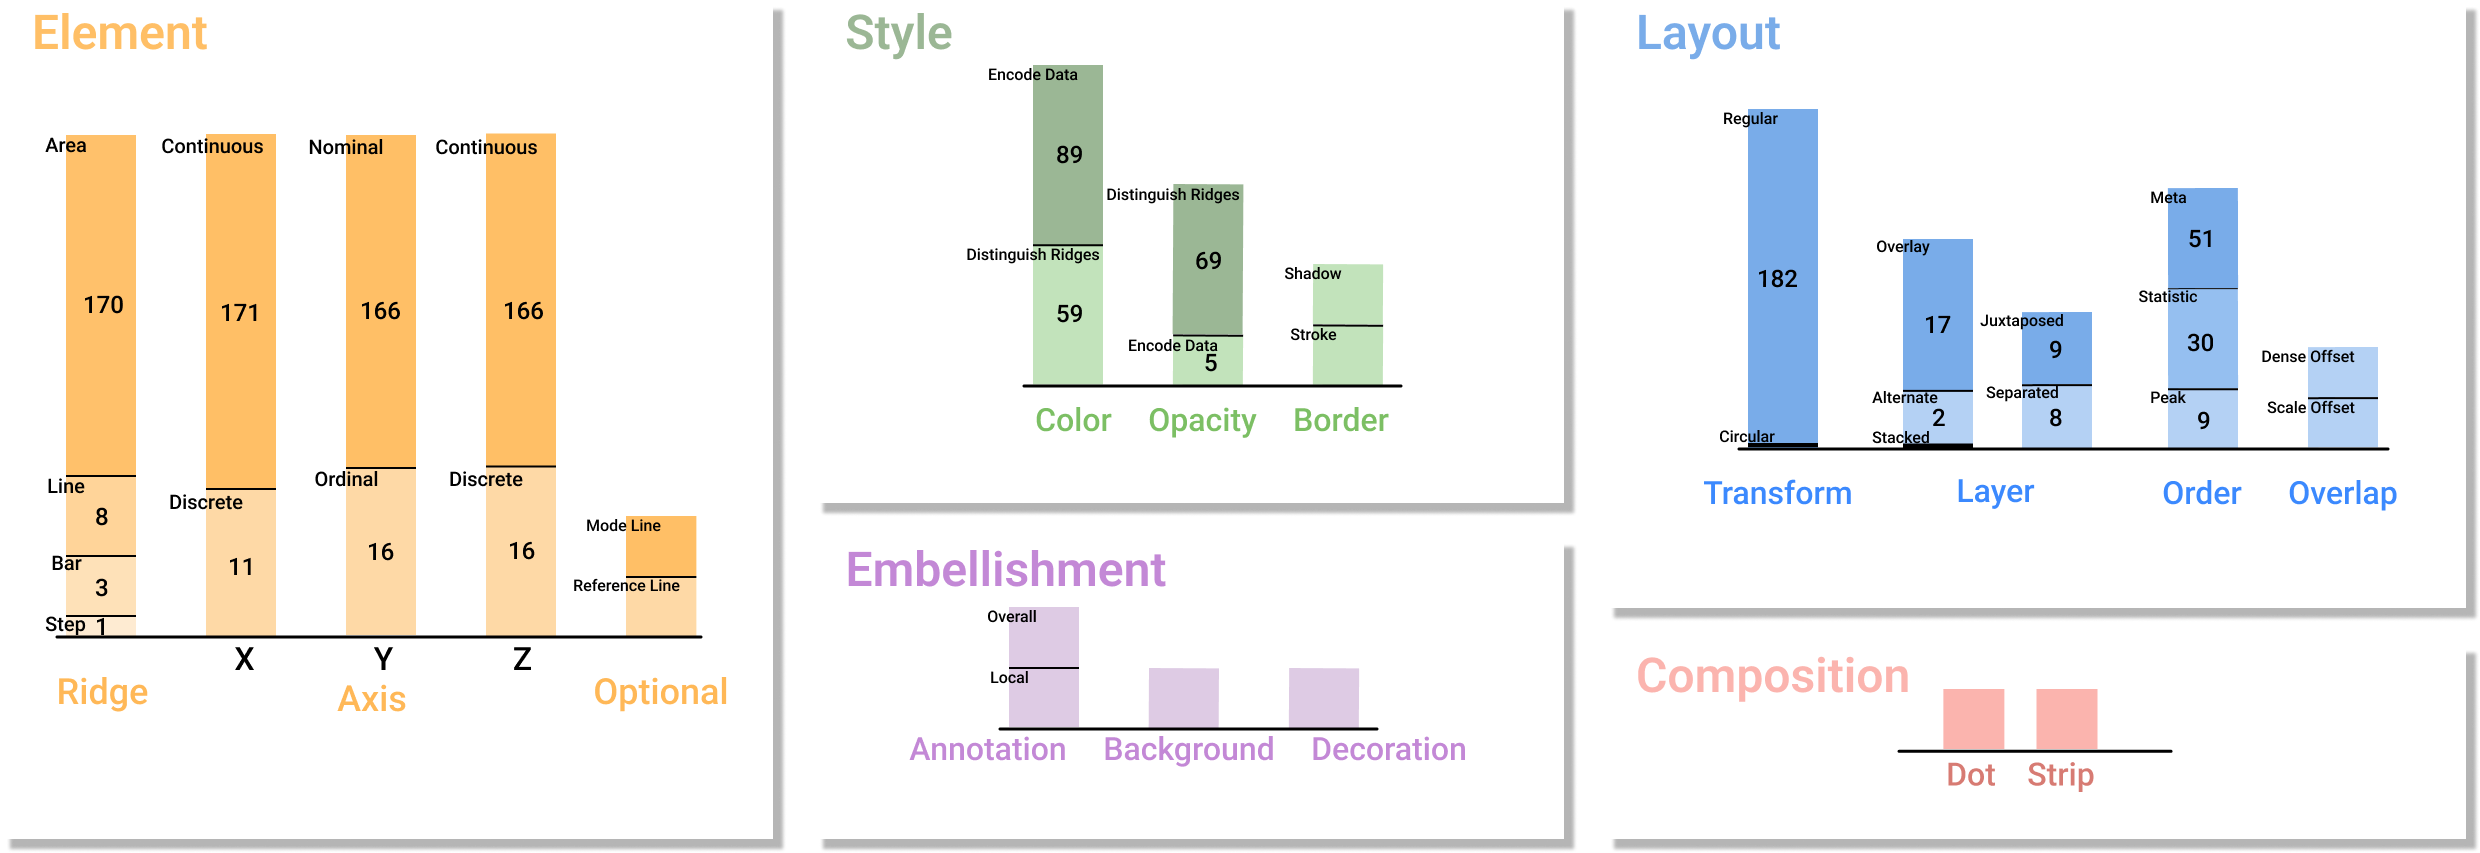 Element
Area
170
Line
8
Bar
3
Step
1
Ridge
Continuous
171
Discrete
11
X
Nominal
166
Ordinal
16
Y
Continuous
166
Discrete
16
Z
Axis
Mode Line
Reference Line
Optional
Style
Encode Data
89
Distinguish Ridges
59
Color
Distinguish Ridges
69
Encode Data
5
Opacity
Shadow
Stroke
Border
Embellishment
Overall
Local
Annotation
Background
Decoration
Layout
Regular
182
Circular
Transform
Overlay
17
Alternate
2
Stacked
Juxtaposed
9
Separated
8
Layer
Meta
51
Statistic
30
Peak
9
Order
Dense Offset
Scale Offset
Overlap
Composition
Dot
Strip